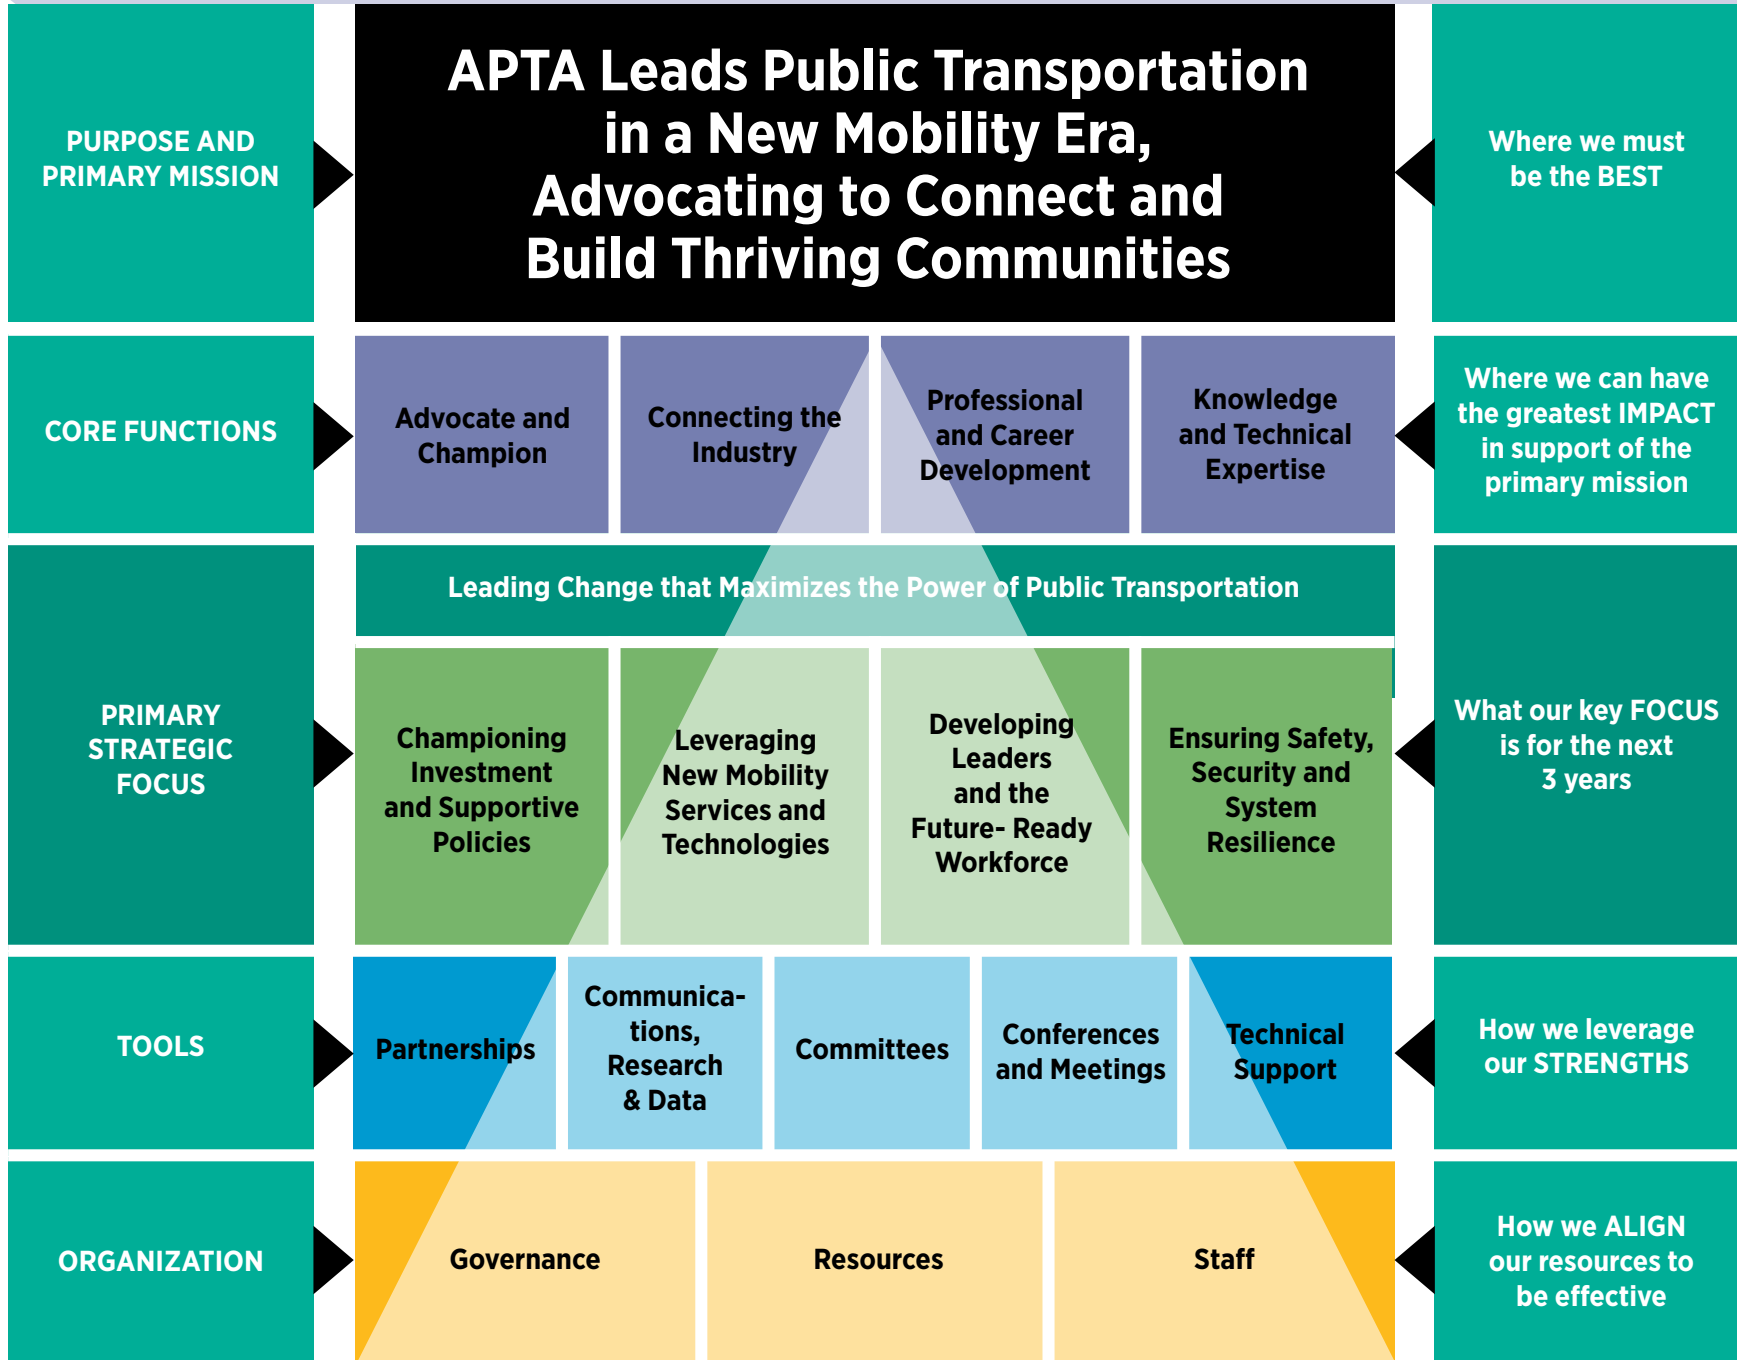 PURPOSE AND
PRIMARY MISSION
APTA Leads Public Transportation
in a New Mobility Era,
Advocating to Connect and
Build Thriving Communities
Where we must
be the BEST
CORE FUNCTIONS
Advocate and
Champion
Connecting the
Industry
Professional
and Career
Development
Knowledge
and Technical
Expertise
Where we can have
the greatest IMPACT
in support of the
primary mission
PRIMARY
STRATEGIC
FOCUS
Leading Change that Maximizes the Power of Public Transportation
Championing
Investment
and Supportive
Policies
Leveraging
New Mobility
Services and
Technologies
Developing
Leaders
and the
Future- Ready
Workforce
Ensuring Safety,
Security and
System
Resilience
What our key FOCUS
is for the next
3 years
TOOLS
Partnerships
Communica-
tions,
Research
& Data
Committees
Conferences
and Meetings
Technical
Support
How we leverage
our STRENGTHS
ORGANIZATION
Governance
Resources
Staff
How we ALIGN
our resources to
be effective